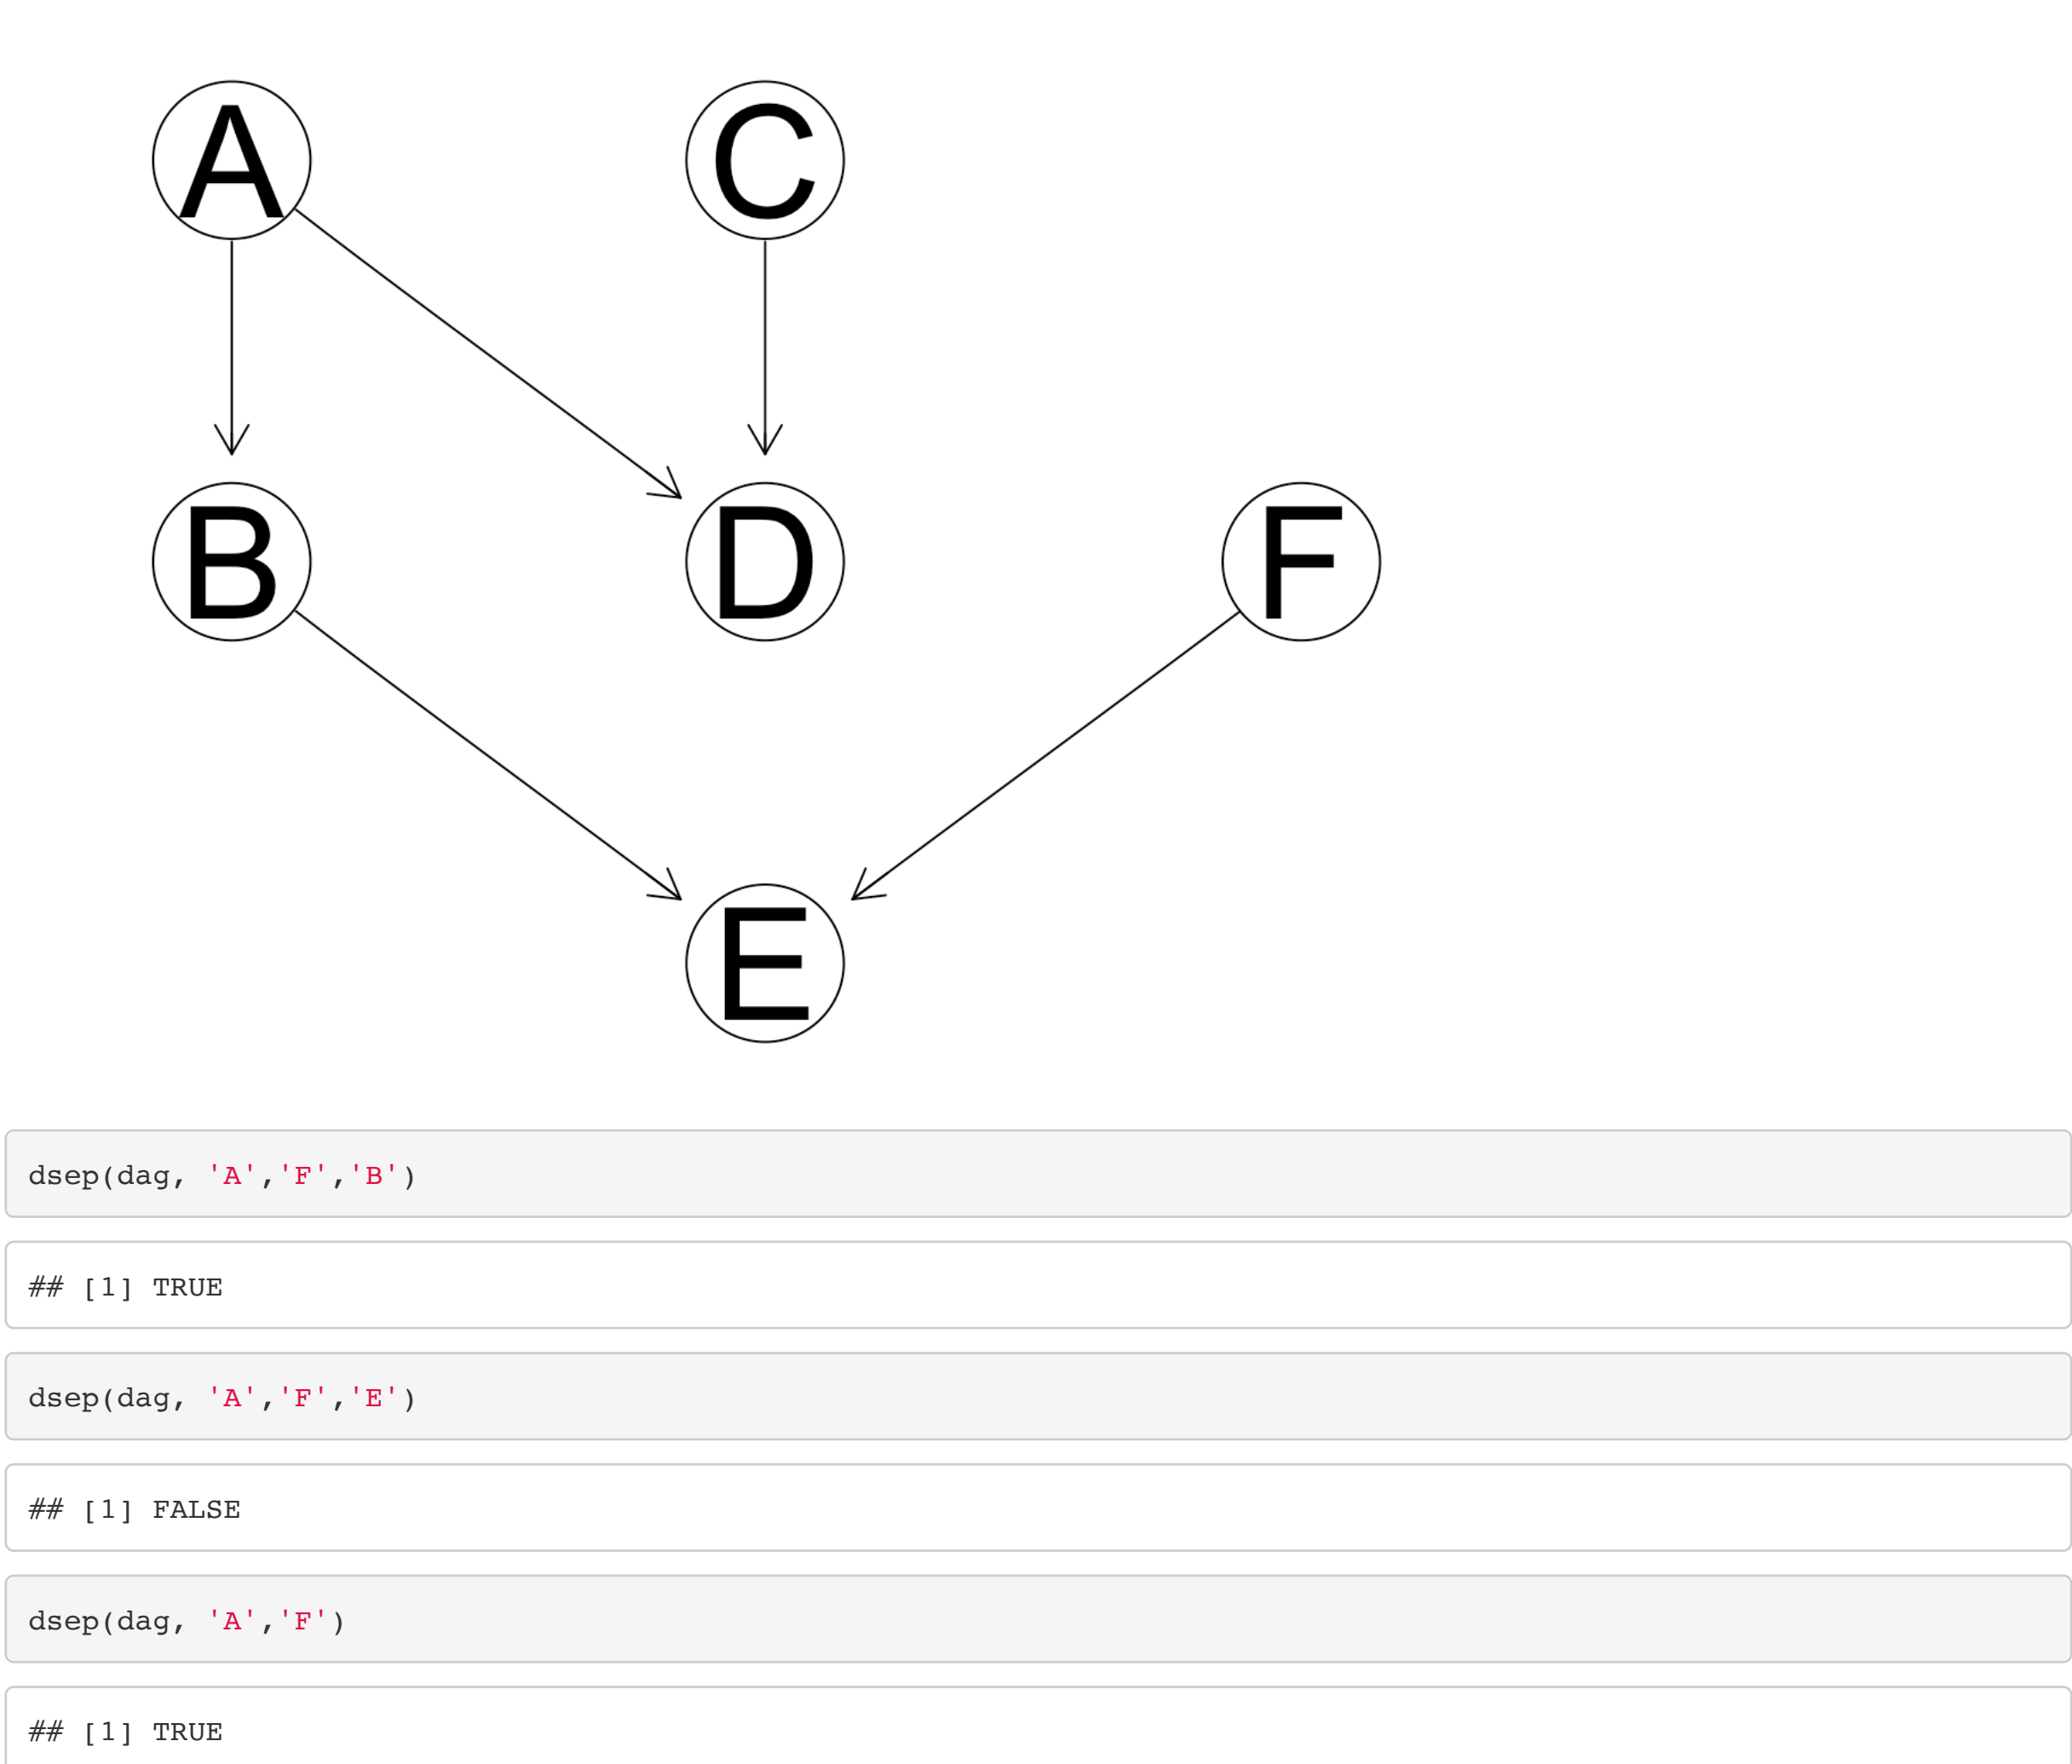 A C
B D F
E
dsep(dag, 'A','F','B')
## [1] TRUE
dsep(dag, 'A','F','E')
## [1] FALSE
dsep(dag, 'A','F')
## [1] TRUE